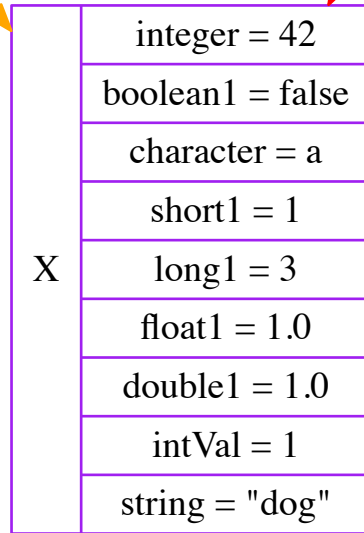 integer = 42
boolean1 = false
character = a
short1 = 1
X
long1 = 3
float1 = 1.0
double1 = 1.0
intVal = 1
string = "dog"